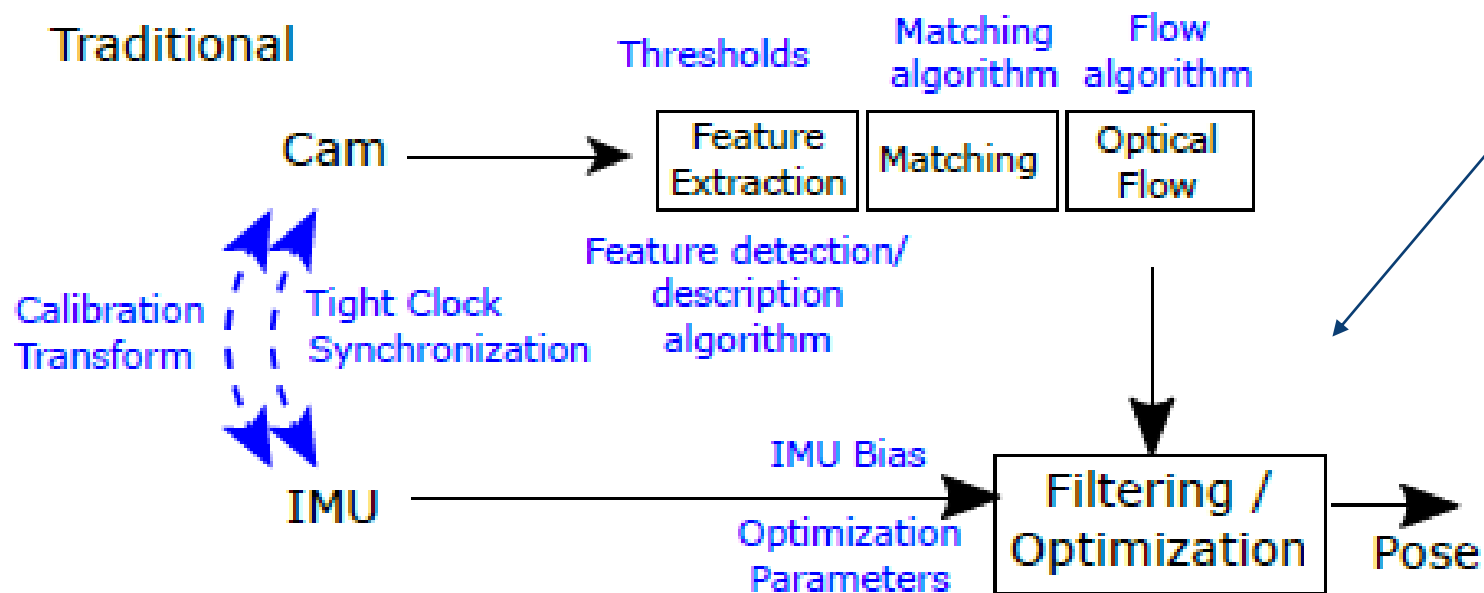 Traditional
Thresholds
Matching
algorithm
Flow
algorithm
Cam
Feature
Extraction
Matching
Optical
Flow
Feature detection/
description
algorithm
Calibration
Transform
Tight Clock
Synchronization
IMU
IMU Bias
Optimization
Parameters
Filtering /
Optimization
Pose